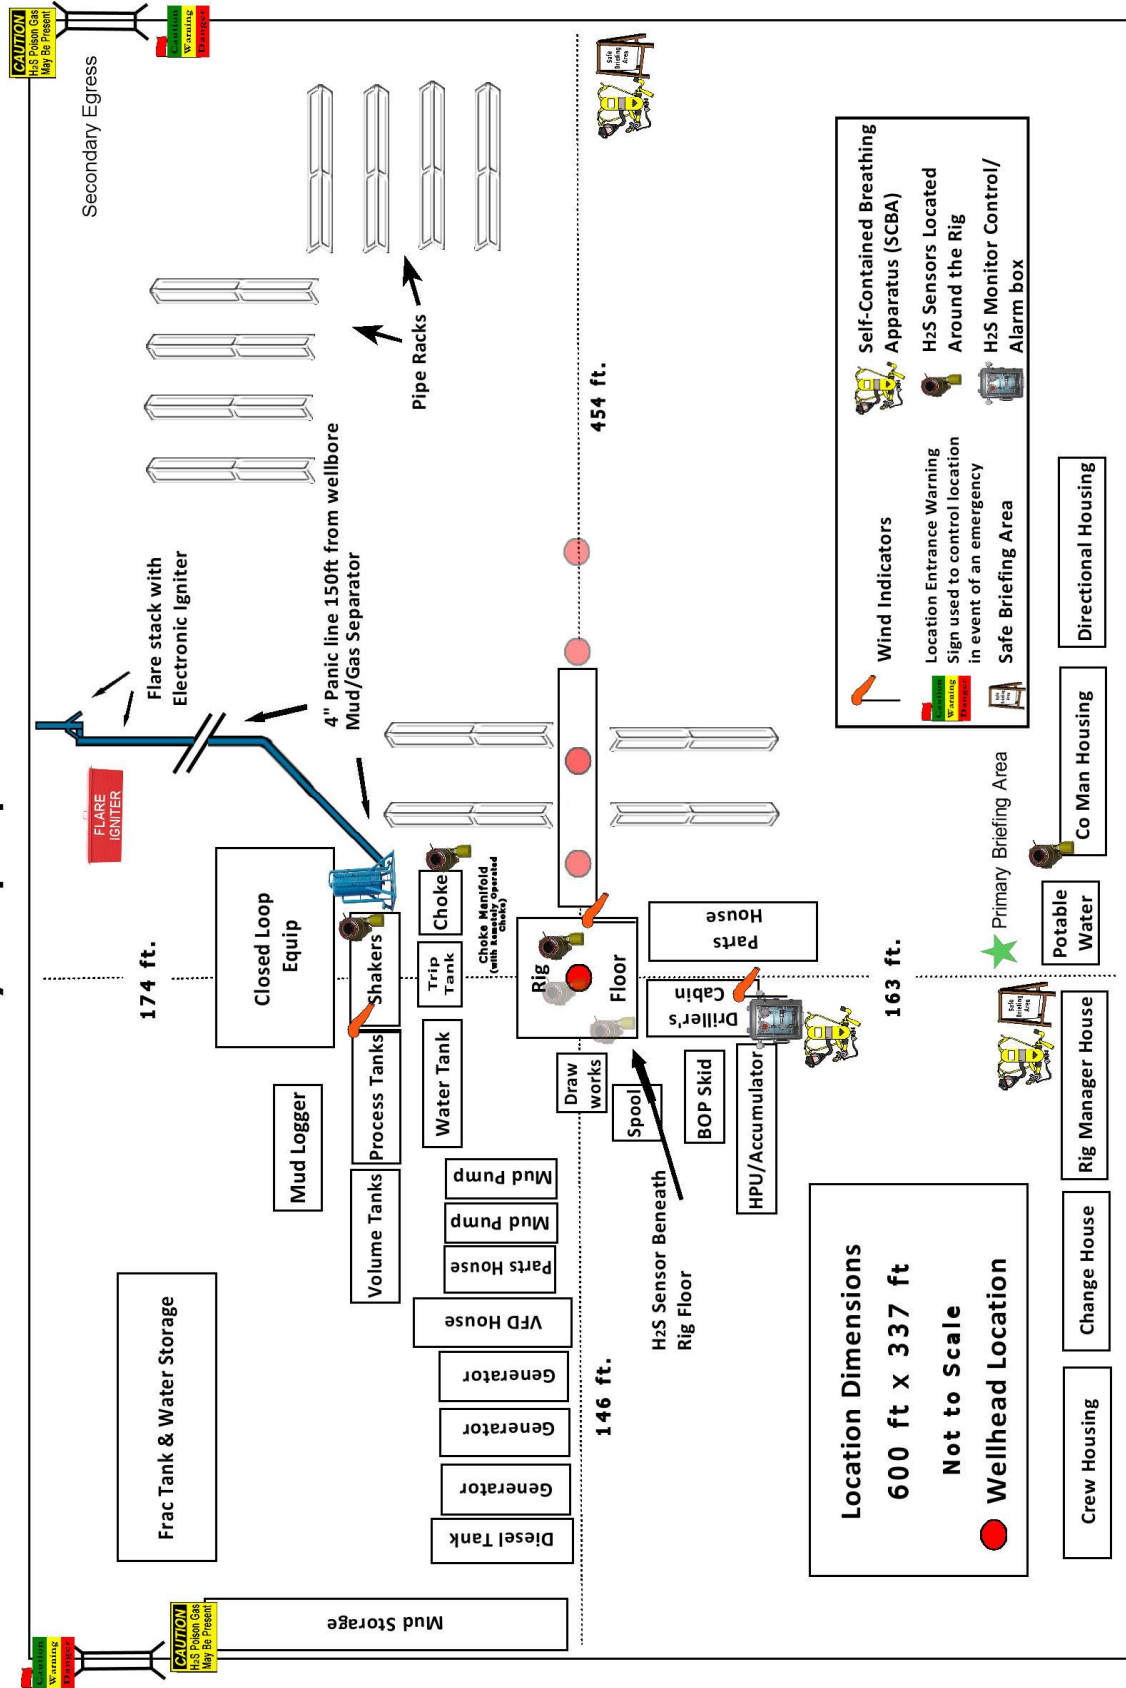 CAUTION
H2S Poison Gas
May Be Present
Caution
Warning
Danger
Secondary Egress
Safe
Briefing
Area
Pipe Racks
454 ft.
Flare stack with
Electronic Igniter
FLARE
IGNITER
4" Panic line 150ft from wellbore
Mud/Gas Separator
174 ft.
Closed Loop
Equip
Shakers
Choke
Trip
Tank
Choke Manifold
(with Remotely Operated
Choke)
Rig
Floor
Parts
House
Driller's
Cabin
163 ft.
Primary Briefing Area
Mud Logger
Process Tanks
Volume Tanks
Water Tank
Draw
works
Spool
BOP Skid
HPU/Accumulator
Mud Pump
Mud Pump
Parts House
VFD House
Generator
Generator
Generator
Diesel Tank
H2S Sensor Beneath
Rig Floor
146 ft.
Frac Tank & Water Storage
Mud Storage
CAUTION
H2S Poison Gas
May Be Present
Caution
Warning
Danger
Wind Indicators
Caution
Warning
Danger
Location Entrance Warning
Sign used to control location
in event of an emergency
Safe
Briefing
Area
Safe Briefing Area
Self-Contained Breathing
Apparatus (SCBA)
H2S Sensors Located
Around the Rig
H2S Monitor Control/
Alarm box
Location Dimensions
600 ft x 337 ft
Not to Scale
Wellhead Location
Safe
Briefing
Area
Crew Housing
Change House
Rig Manager House
Potable
Water
Co Man Housing
Directional Housing